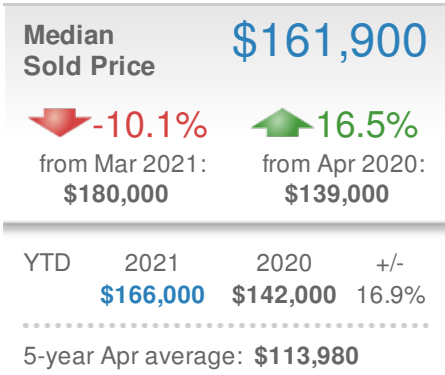 Median $161,900
Sold Price
-10.1% 16.5%
from Mar 2021: from Apr 2020:
$180,000 $139,000
YTD 2021 2020 +/-
$166,000 $142,000 16.9%
5-year Apr average: $113,980